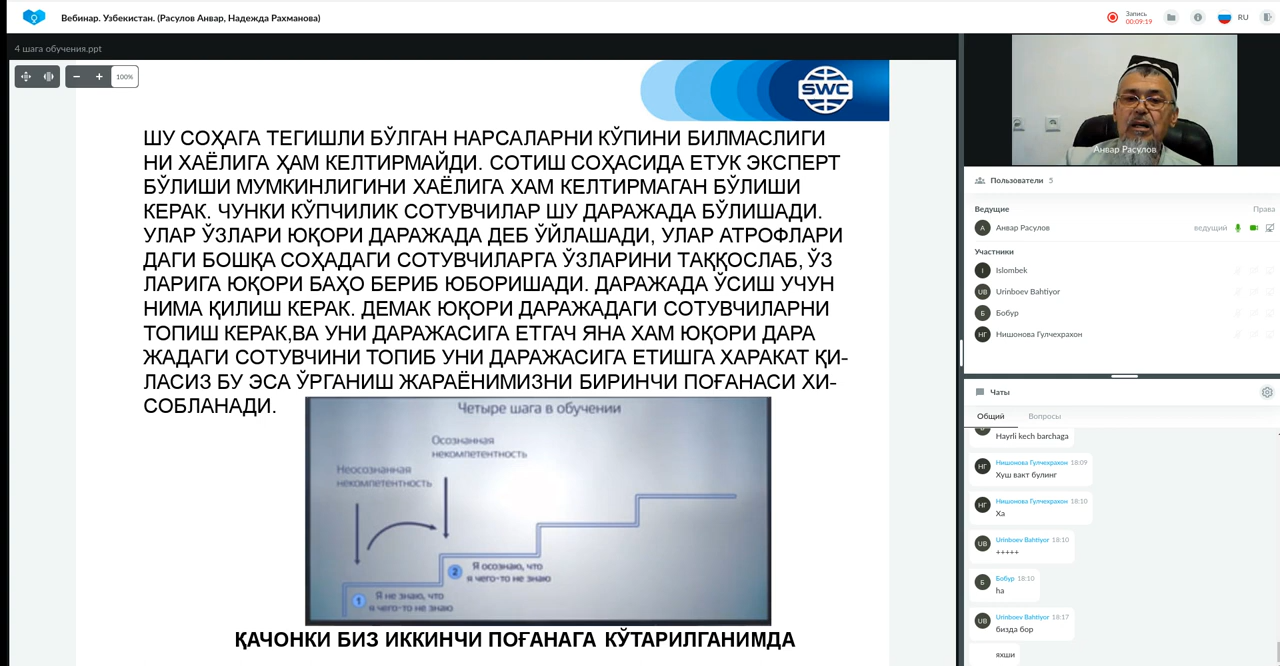 Вебинар. Узбекистан. (Расулов Анвар, Надежда Рахманова)
Запись
00:09:19
RU
4 шага обучения.ppt
100%
SWC
ШУ СОҲАГА ТЕГИШЛИ БЎЛГАН НАРСАЛАРНИ КЎПИНИ БИЛМАСЛИГИ
НИ ХАЁЛИГА ҲАМ КЕЛТИРМАЙДИ. СОТИШ СОҲАСИДА ЕТУК ЭКСПЕРТ
БЎЛИШИ МУМКИНЛИГИНИ ХАЁЛИГА ХАМ КЕЛТИРМАГАН БЎЛИШИ
КЕРАК. ЧУНКИ КЎПЧИЛИК СОТУВЧИЛАР ШУ ДАРАЖАДА БЎЛИШАДИ.
УЛАР ЎЗЛАРИ ЮҚОРИ ДАРАЖАДА ДЕБ ЎЙЛАШАДИ, УЛАР АТРОФЛАРИ
ДАГИ БОШҚА СОҲАДАГИ СОТУВЧИЛАРГА ЎЗЛАРИНИ ТАҚҚОСЛАБ, ЎЗ
ЛАРИГА ЮҚОРИ БАҲО БЕРИБ ЮБОРИШАДИ. ДАРАЖАДА ЎСИШ УЧУН
НИМА ҚИЛИШ КЕРАК. ДЕМАК ЮҚОРИ ДАРАЖАДАГИ СОТУВЧИЛАРНИ
ТОПИШ КЕРАК,ВА УНИ ДАРАЖАСИГА ЕТГАЧ ЯНА ХАМ ЮҚОРИ ДАРА
ЖАДАГИ СОТУВЧИНИ ТОПИБ УНИ ДАРАЖАСИГА ЕТИШГА ХАРАКАТ ҚИ-
ЛАСИЗ БУ ЭСА ЎРГАНИШ ЖАРАЁНИМИЗНИ БИРИНЧИ ПОҒАНАСИ ХИ-
СОБЛАНАДИ.
Четыре шага в обучении
Осознанная
некомпетентность
Неосознанная
некомпетентность
2 Я осознаю, что
я чего-то не знаю
1 Я не знаю, что
я чего-то не знаю
ҚАЧОНКИ БИЗ ИККИНЧИ ПОҒАНАГА КЎТАРИЛГАНИМДА
Анвар Расулов
Пользователи 5
Ведущие Права
А Анвар Расулов ведущий
Участники
I Islombek
UB Urinboev Bahtiyor
Б Бобур
НГ Нишонова Гулчехрахон
Чаты
Общий Вопросы
Hayrli kech barchaga
НГ Нишонова Гулчехрахон 18:09
Хуш вакт булинг
НГ Нишонова Гулчехрахон 18:10
Ха
UB Urinboev Bahtiyor 18:10
+++++
Б Бобур 18:10
ha
UB Urinboev Bahtiyor 18:17
бизда бор
яхши